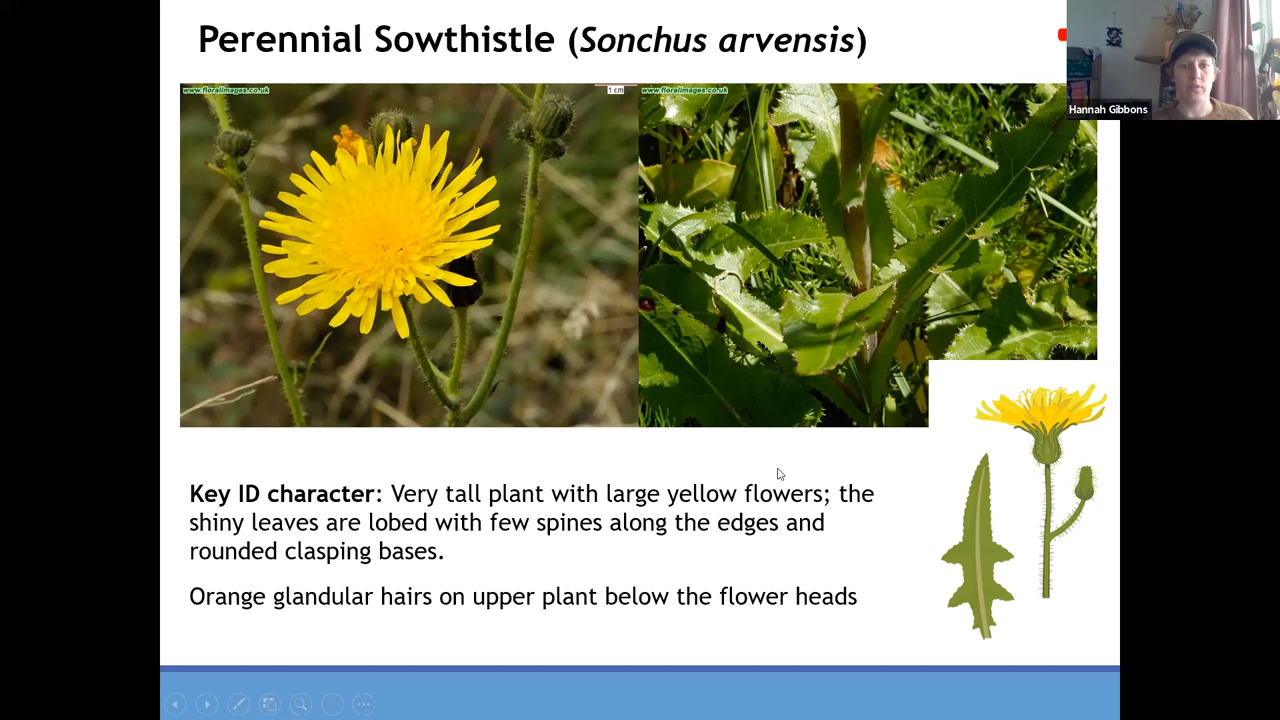 Perennial Sowthistle (Sonchus arvensis)
www.floralimages.co.uk
1 cm
www.floralimages.co.uk
Hannah Gibbons
Key ID character: Very tall plant with large yellow flowers; the
shiny leaves are lobed with few spines along the edges and
rounded clasping bases.
Orange glandular hairs on upper plant below the flower heads